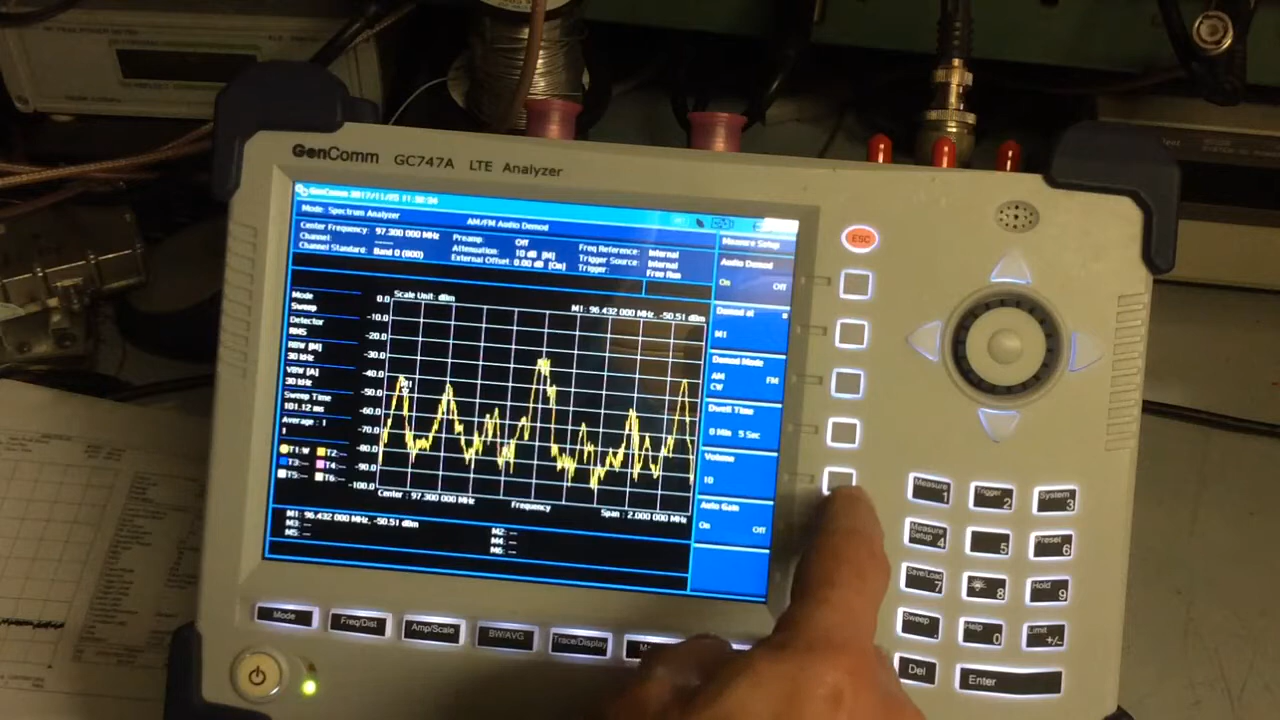 GenComm GC747A LTE Analyzer
GenComm 2017/11/25 11:38:04
Mode: Spectrum Analyzer
AM/FM Audio Demod
Center Frequency: 97.300 000 MHz
Channel: -----
Channel Standard: Band 0 (800)
Preamp: Off
Attenuation: 10 dB [M]
External Offset: 0.00 dB [On]
Freq Reference: Internal
Trigger Source: Internal
Trigger: Free Run
Measure Setup
Audio Demod
On Off
Demod at
M1
Demod Mode
AM FM
CW
Dwell Time
0 Min 5 Sec
Volume
10
Auto Gain
On Off
Mode
Sweep
Detector
RMS
RBW [M]
30 kHz
VBW [A]
30 kHz
Sweep Time
101.12 ms
Average : 1
1
T1:W T2:--
T3:-- T4:--
T5:-- T6:--
Scale Unit: dBm
M1: 96.432 000 MHz, -50.51 dBm
0.0
-10.0
-20.0
-30.0
-40.0
-50.0
-60.0
-70.0
-80.0
-90.0
-100.0
M1
Center : 97.300 000 MHz
Frequency
Span : 2.000 000 MHz
M1: 96.432 000 MHz, -50.51 dBm
M3: --
M5: --
M2: --
M4: --
M6: --
ESC
Measure 1
Trigger 2
System 3
Measure Setup 4
5
Preset 6
Save/Load 7
8
Hold 9
Sweep .
Help 0
Limit +/-
Del
Enter
Mode
Freq/Dist
Amp/Scale
BW/AVG
Trace/Display